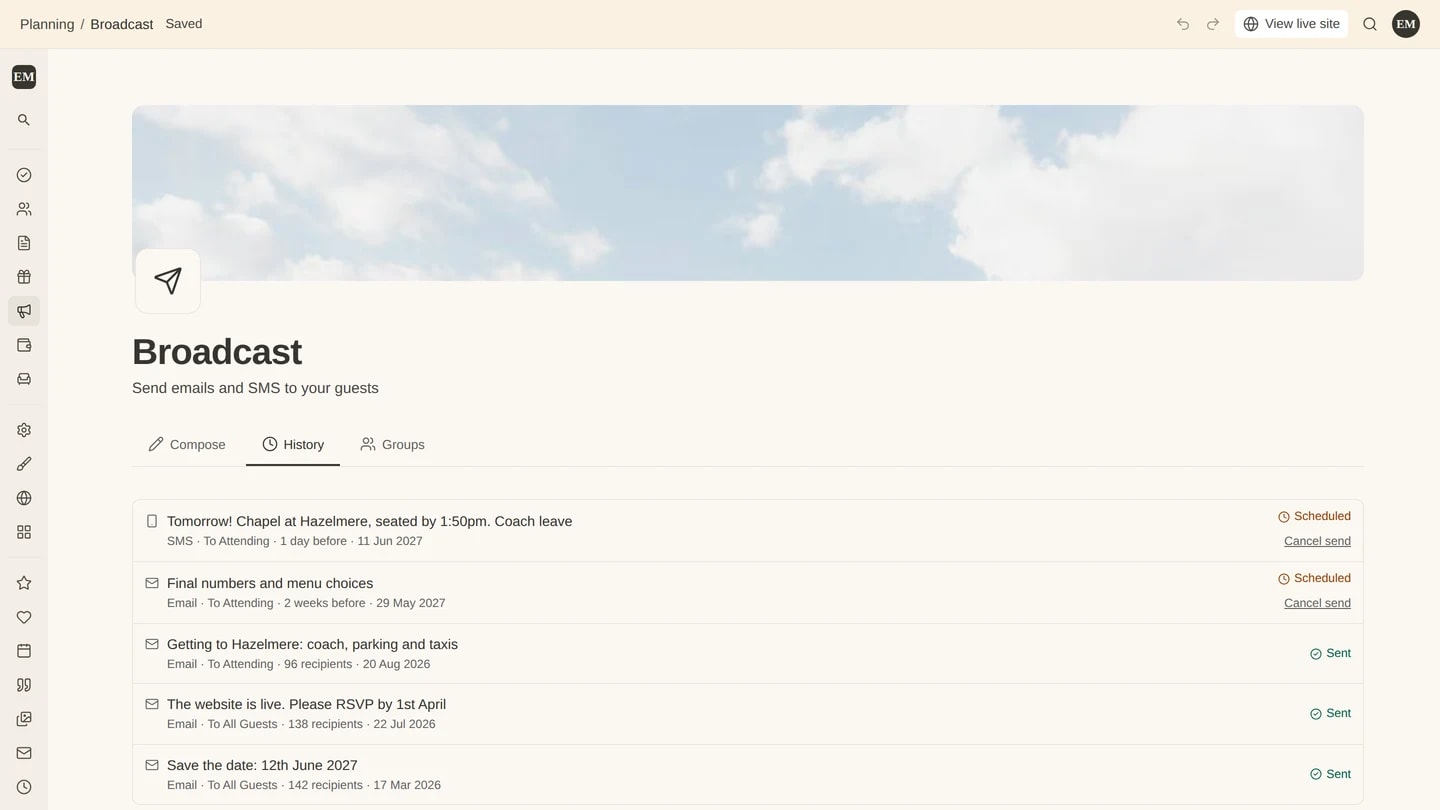 Planning / Broadcast Saved
View live site
EM
EM
Broadcast
Send emails and SMS to your guests
Compose
History
Groups
Tomorrow! Chapel at Hazelmere, seated by 1:50pm. Coach leave
SMS · To Attending · 1 day before · 11 Jun 2027
Scheduled
Cancel send
Final numbers and menu choices
Email · To Attending · 2 weeks before · 29 May 2027
Scheduled
Cancel send
Getting to Hazelmere: coach, parking and taxis
Email · To Attending · 96 recipients · 20 Aug 2026
Sent
The website is live. Please RSVP by 1st April
Email · To All Guests · 138 recipients · 22 Jul 2026
Sent
Save the date: 12th June 2027
Email · To All Guests · 142 recipients · 17 Mar 2026
Sent